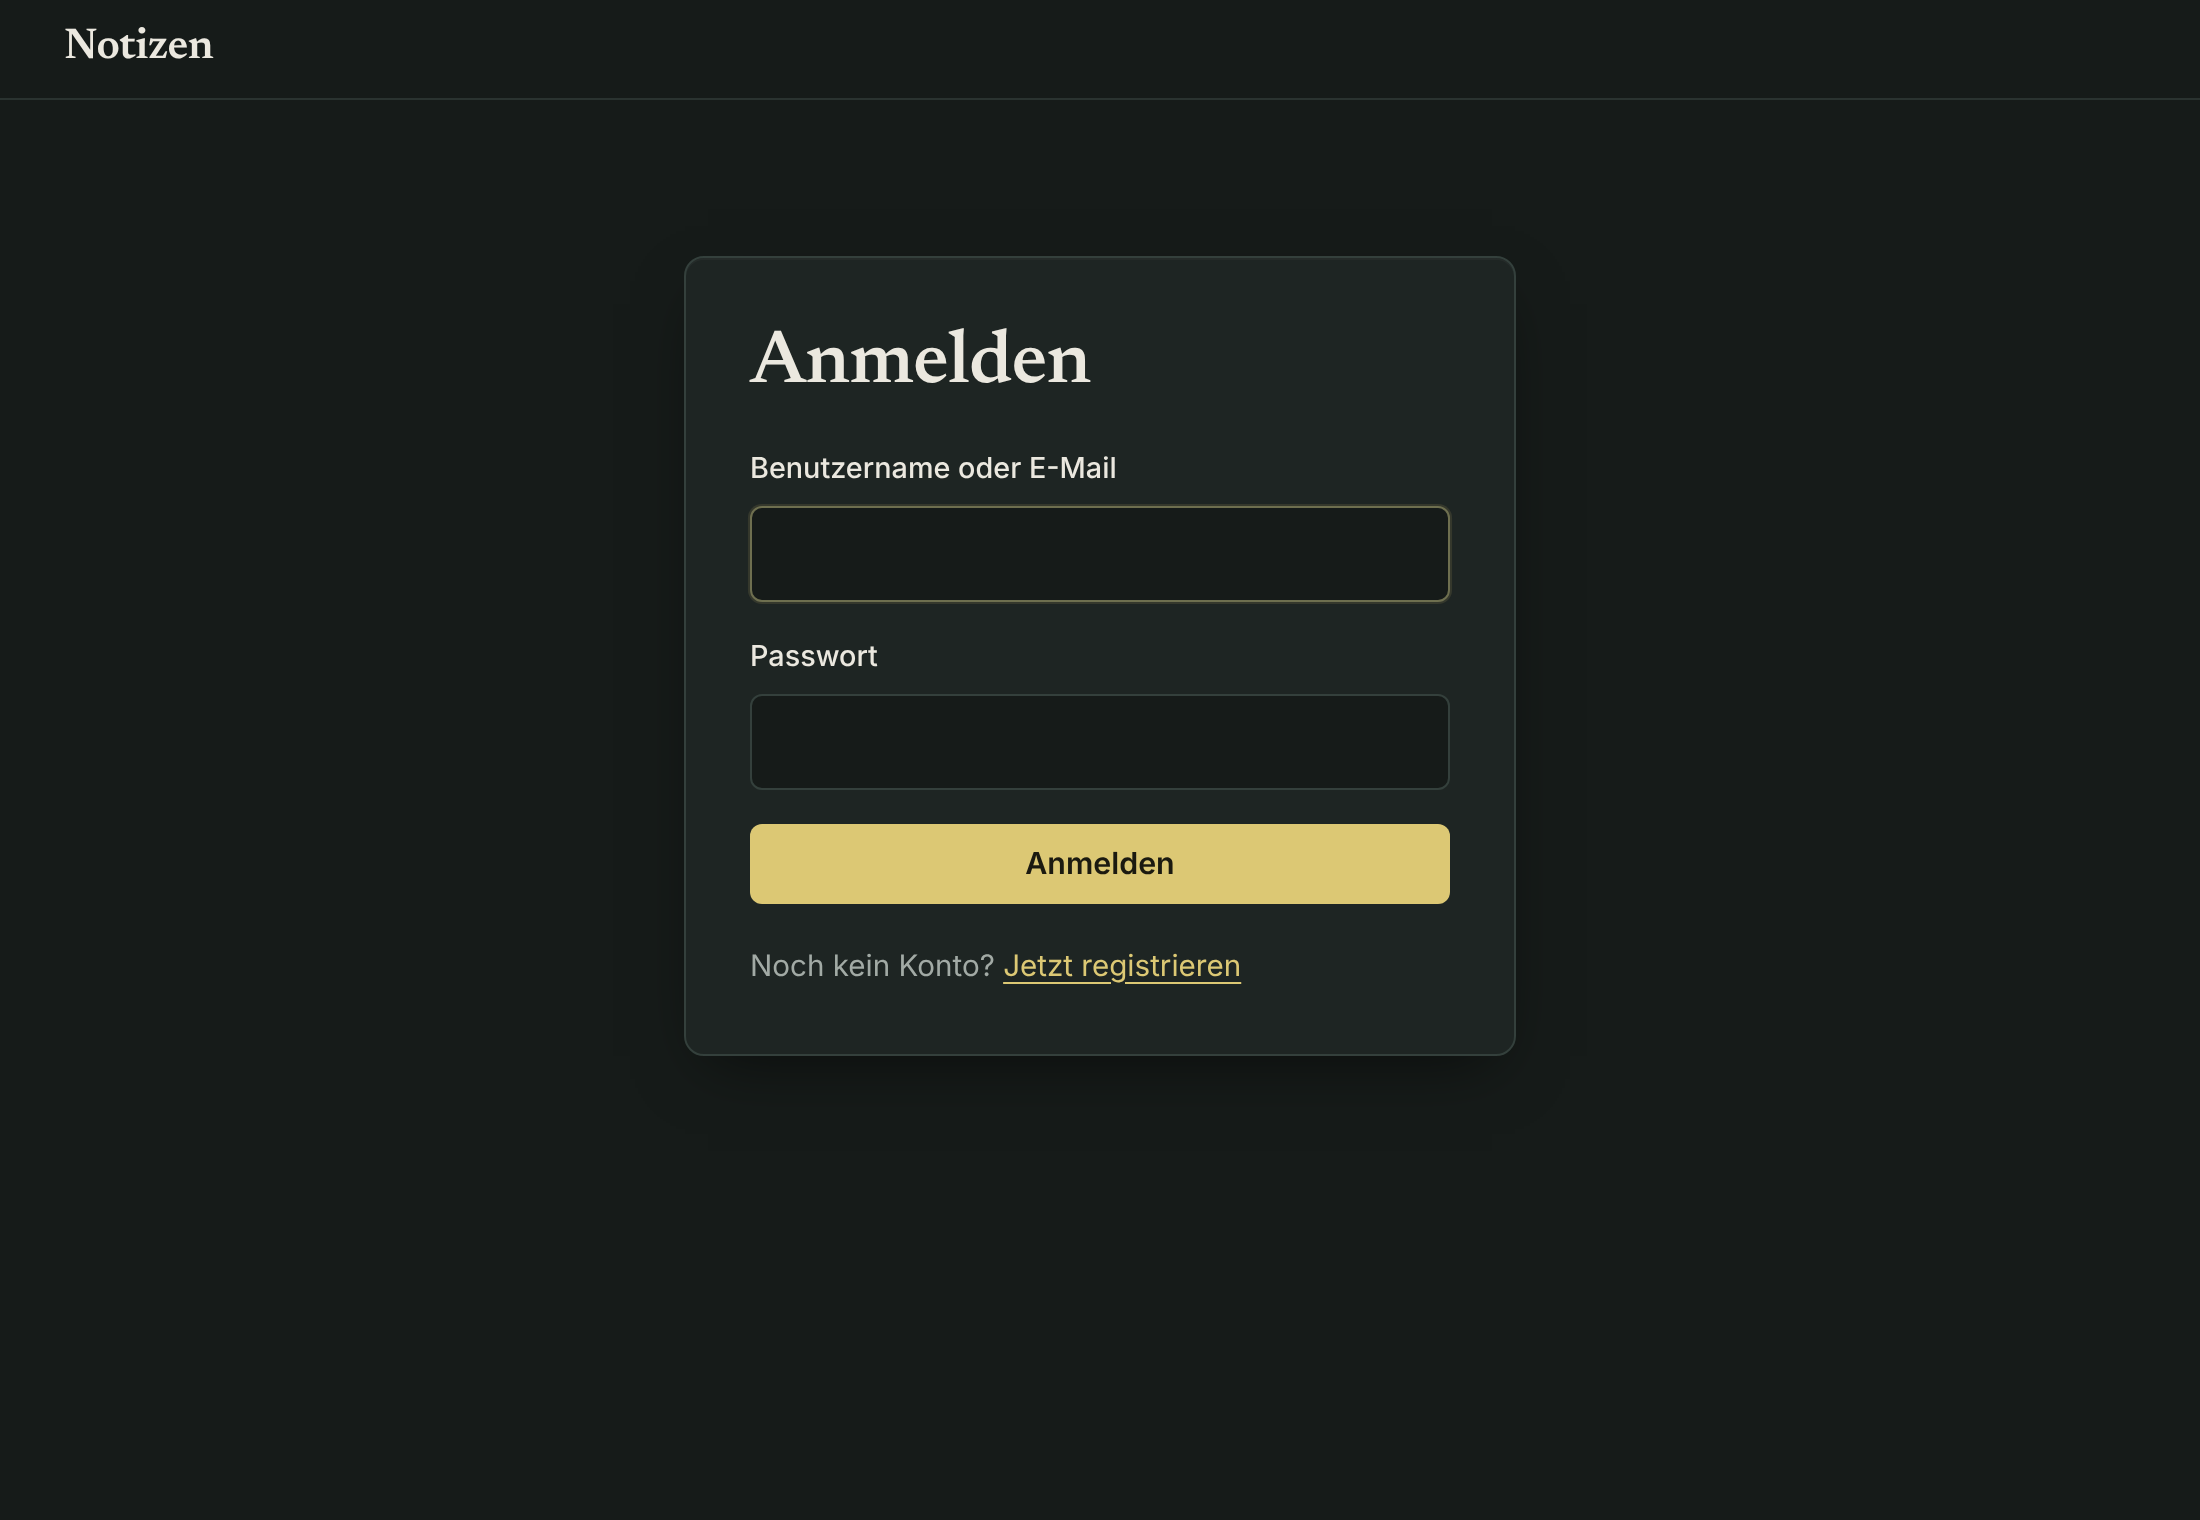 Notizen
Anmelden
Benutzername oder E-Mail
Passwort
Anmelden
Noch kein Konto? Jetzt registrieren